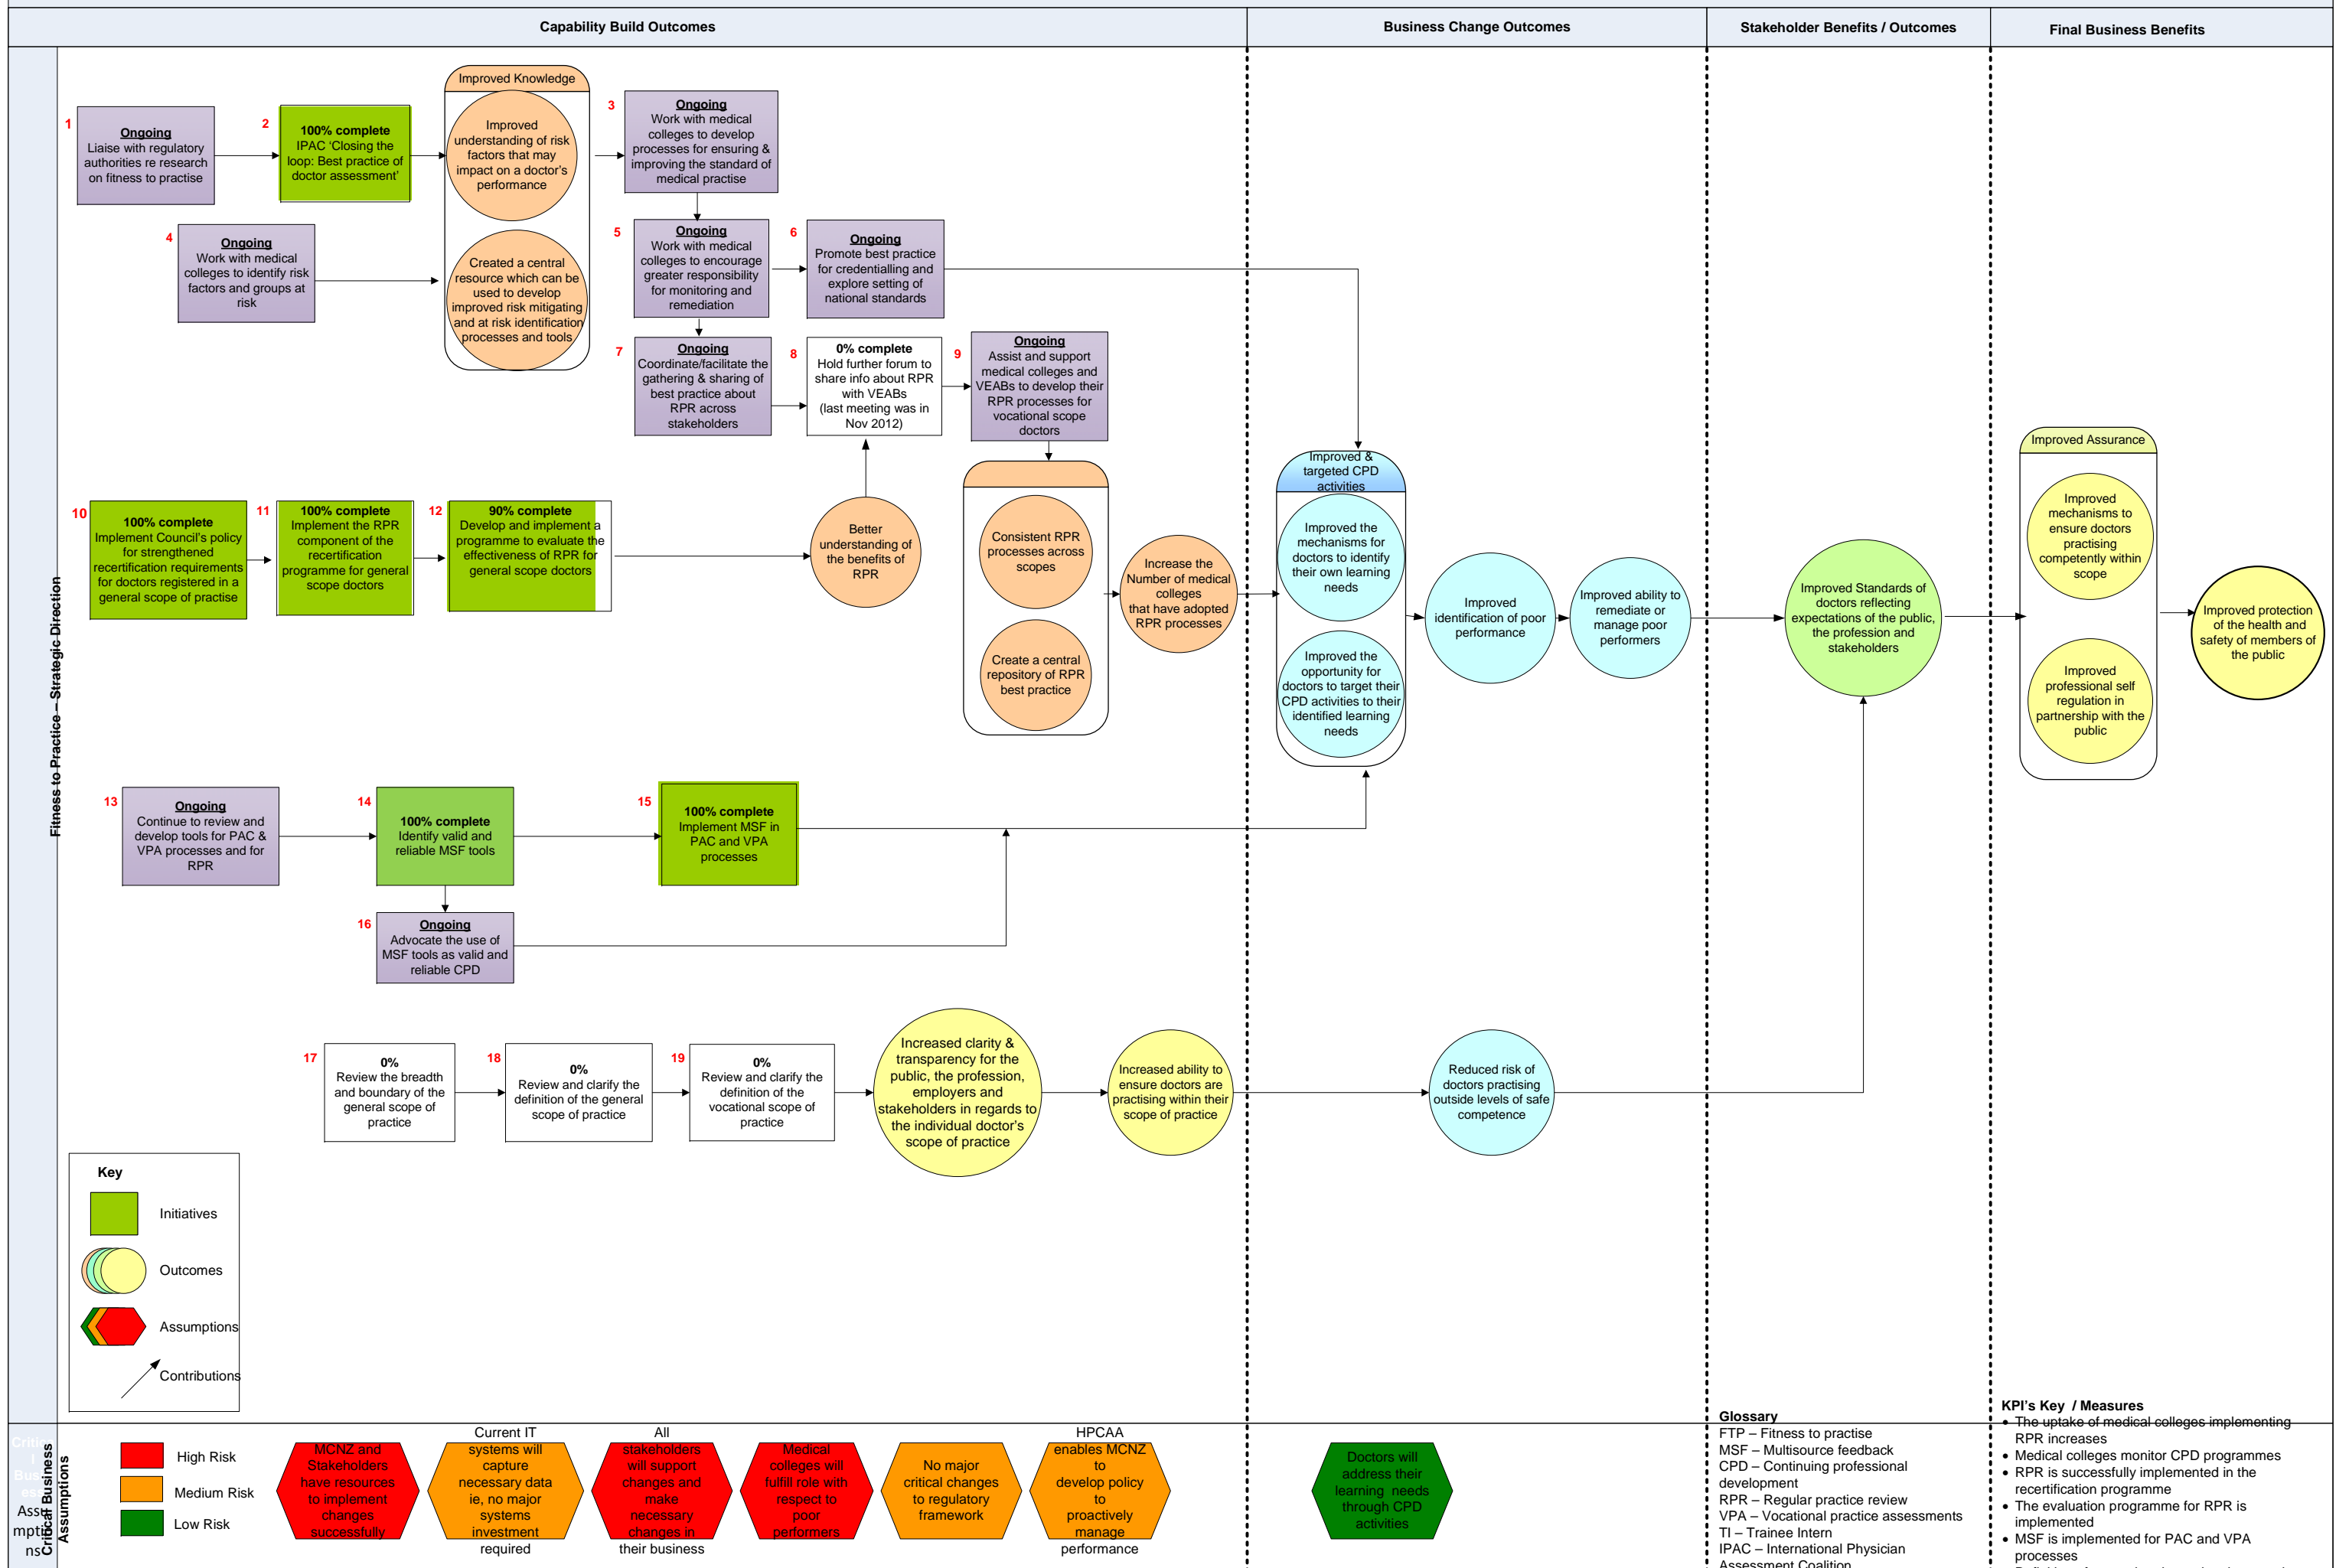 Capability Build Outcomes
Business Change Outcomes
Stakeholder Benefits / Outcomes
Final Business Benefits
Fitness to Practice – Strategic Direction
Improved Knowledge
Improved
understanding of risk
factors that may
impact on a doctor's
performance
Created a central
resource which can be
used to develop
improved risk mitigating
and at risk identification
processes and tools
1
Ongoing
Liaise with regulatory
authorities re research
on fitness to practise
2
100% complete
IPAC ‘Closing the
loop: Best practice of
doctor assessment’
3
Ongoing
Work with medical
colleges to develop
processes for ensuring &
improving the standard of
medical practise
4
Ongoing
Work with medical
colleges to identify risk
factors and groups at
risk
5
Ongoing
Work with medical
colleges to encourage
greater responsibility
for monitoring and
remediation
6
Ongoing
Promote best practice
for credentialling and
explore setting of
national standards
7
Ongoing
Coordinate/facilitate the
gathering & sharing of
best practice about
RPR across
stakeholders
8
0% complete
Hold further forum to
share info about RPR
with VEABs
(last meeting was in
Nov 2012)
9
Ongoing
Assist and support
medical colleges and
VEABs to develop their
RPR processes for
vocational scope
doctors
10
100% complete
Implement Council's policy
for strengthened
recertification requirements
for doctors registered in a
general scope of practise
11
100% complete
Implement the RPR
component of the
recertification
programme for general
scope doctors
12
90% complete
Develop and implement a
programme to evaluate the
effectiveness of RPR for
general scope doctors
Better
understanding of
the benefits of
RPR
Consistent RPR
processes across
scopes
Create a central
repository of RPR
best practice
Increase the
Number of medical
colleges
that have adopted
RPR processes
Improved &
targeted CPD
activities
Improved the
mechanisms for
doctors to identify
their own learning
needs
Improved the
opportunity for
doctors to target their
CPD activities to their
identified learning
needs
Improved
identification of poor
performance
Improved ability to
remediate or
manage poor
performers
Improved Standards of
doctors reflecting
expectations of the public,
the profession and
stakeholders
Improved Assurance
Improved
mechanisms to
ensure doctors
practising
competently within
scope
Improved
professional self
regulation in
partnership with the
public
Improved protection
of the health and
safety of members of
the public
13
Ongoing
Continue to review and
develop tools for PAC &
VPA processes and for
RPR
14
100% complete
Identify valid and
reliable MSF tools
15
100% complete
Implement MSF in
PAC and VPA
processes
16
Ongoing
Advocate the use of
MSF tools as valid and
reliable CPD
17
0%
Review the breadth
and boundary of the
general scope of
practice
18
0%
Review and clarify the
definition of the general
scope of practice
19
0%
Review and clarify the
definition of the
vocational scope of
practice
Increased clarity &
transparency for the
public, the profession,
employers and
stakeholders in regards to
the individual doctor's
scope of practice
Increased ability to
ensure doctors are
practising within their
scope of practice
Reduced risk of
doctors practising
outside levels of safe
competence
Key
Initiatives
Outcomes
Assumptions
Contributions
Critical Business
Assumptions
High Risk
Medium Risk
Low Risk
MCNZ and
Stakeholders
have resources
to implement
changes
successfully
Current IT
systems will
capture
necessary data
ie, no major
systems
investment
required
All
stakeholders
will support
changes and
make
necessary
changes in
their business
Medical
colleges will
fulfill role with
respect to
poor
performers
No major
critical changes
to regulatory
framework
HPCAA
enables MCNZ
to
develop policy
to
proactively
manage
performance
Doctors will
address their
learning needs
through CPD
activities
Glossary
FTP – Fitness to practise
MSF – Multisource feedback
CPD – Continuing professional
development
RPR – Regular practice review
VPA – Vocational practice assessments
TI – Trainee Intern
IPAC – International Physician
Assessment Coalition
KPI's Key / Measures
• The uptake of medical colleges implementing
RPR increases
• Medical colleges monitor CPD programmes
• RPR is successfully implemented in the
recertification programme
• The evaluation programme for RPR is
implemented
• MSF is implemented for PAC and VPA
processes